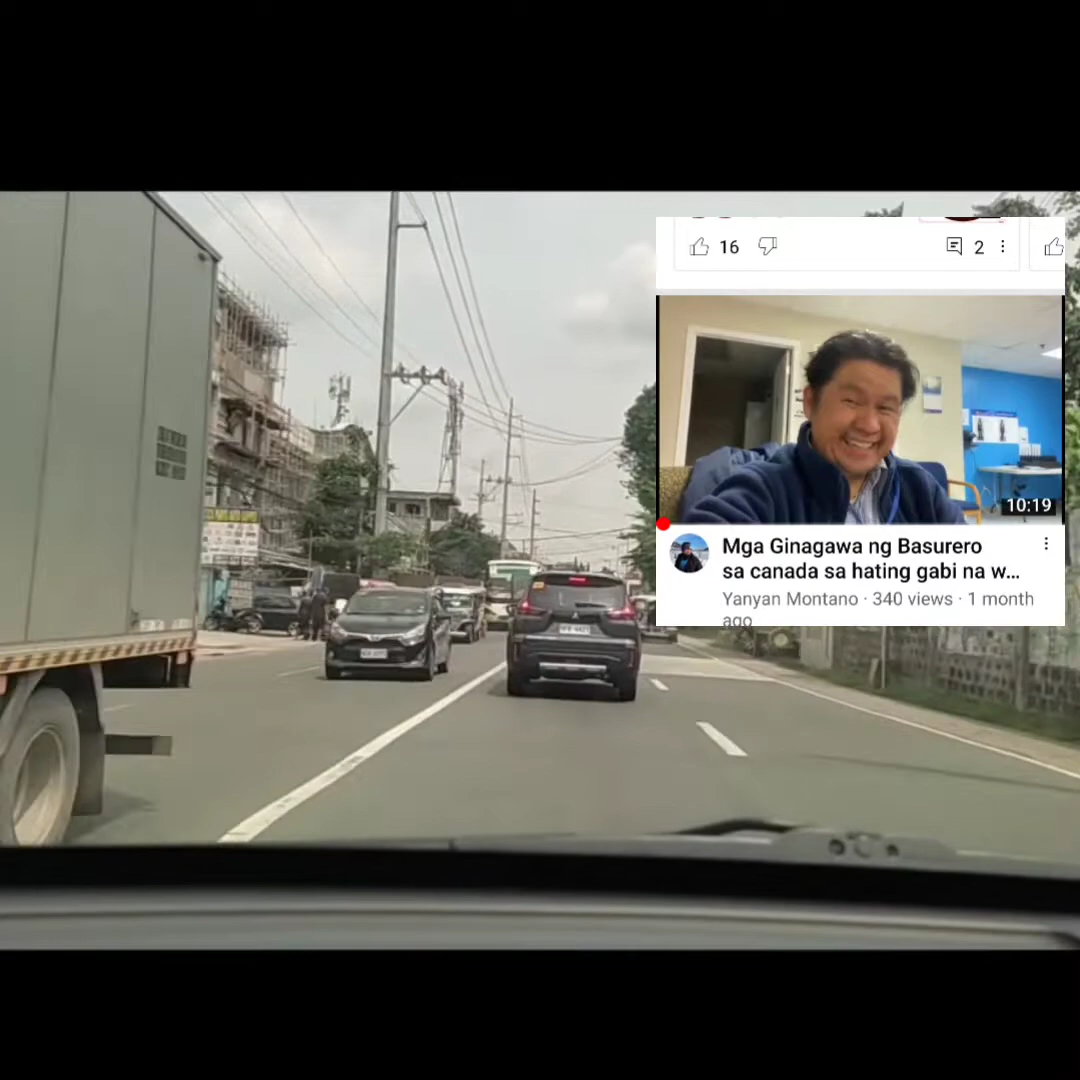 16
2
10:19
Mga Ginagawa ng Basurero
sa canada sa hating gabi na w...
Yanyan Montano · 340 views · 1 month
ago